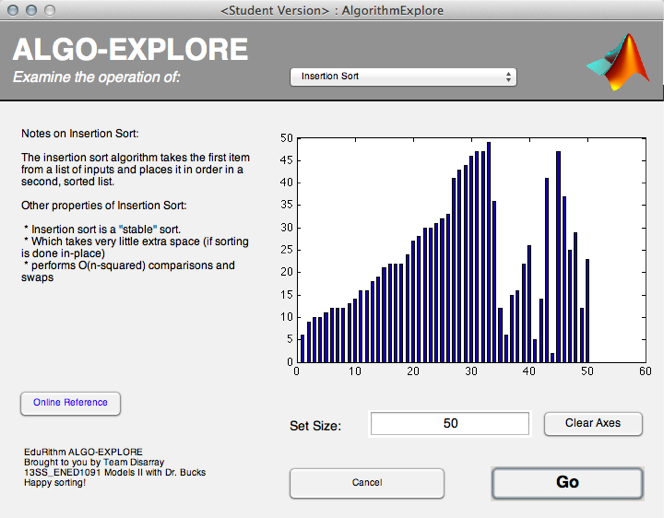 <Student Version> : AlgorithmExplore
ALGO-EXPLORE
Examine the operation of:
Insertion Sort
Notes on Insertion Sort:
The insertion sort algorithm takes the first item
from a list of inputs and places it in order in a
second, sorted list.
Other properties of Insertion Sort:
* Insertion sort is a "stable" sort.
* Which takes very little extra space (if sorting
is done in-place)
* performs O(n-squared) comparisons and
swaps
50
45
40
35
30
25
20
15
10
5
0
0 10 20 30 40 50 60
Online Reference
Set Size:
50
Clear Axes
EduRithm ALGO-EXPLORE
Brought to you by Team Disarray
13SS_ENED1091 Models II with Dr. Bucks
Happy sorting!
Cancel
Go